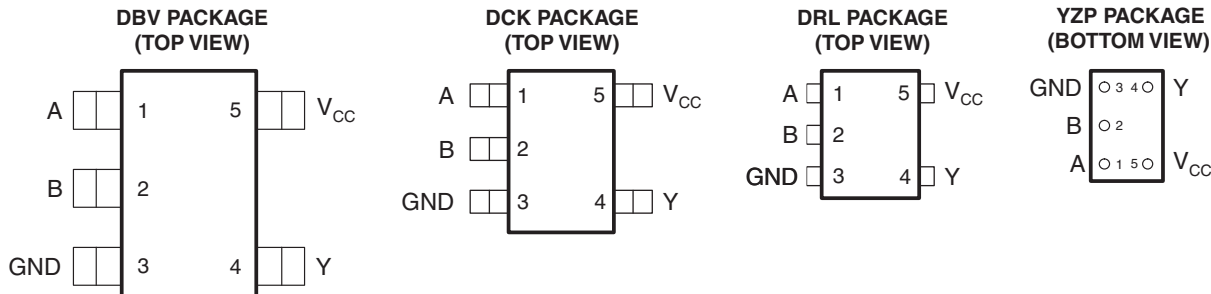 DBV PACKAGE
(TOP VIEW)
A 1 5 VCC
B 2
GND 3 4 Y
DCK PACKAGE
(TOP VIEW)
A 1 5 VCC
B 2
GND 3 4 Y
DRL PACKAGE
(TOP VIEW)
A 1 5 VCC
B 2
GND 3 4 Y
YZP PACKAGE
(BOTTOM VIEW)
GND 3 4 Y
B 2
A 1 5 VCC